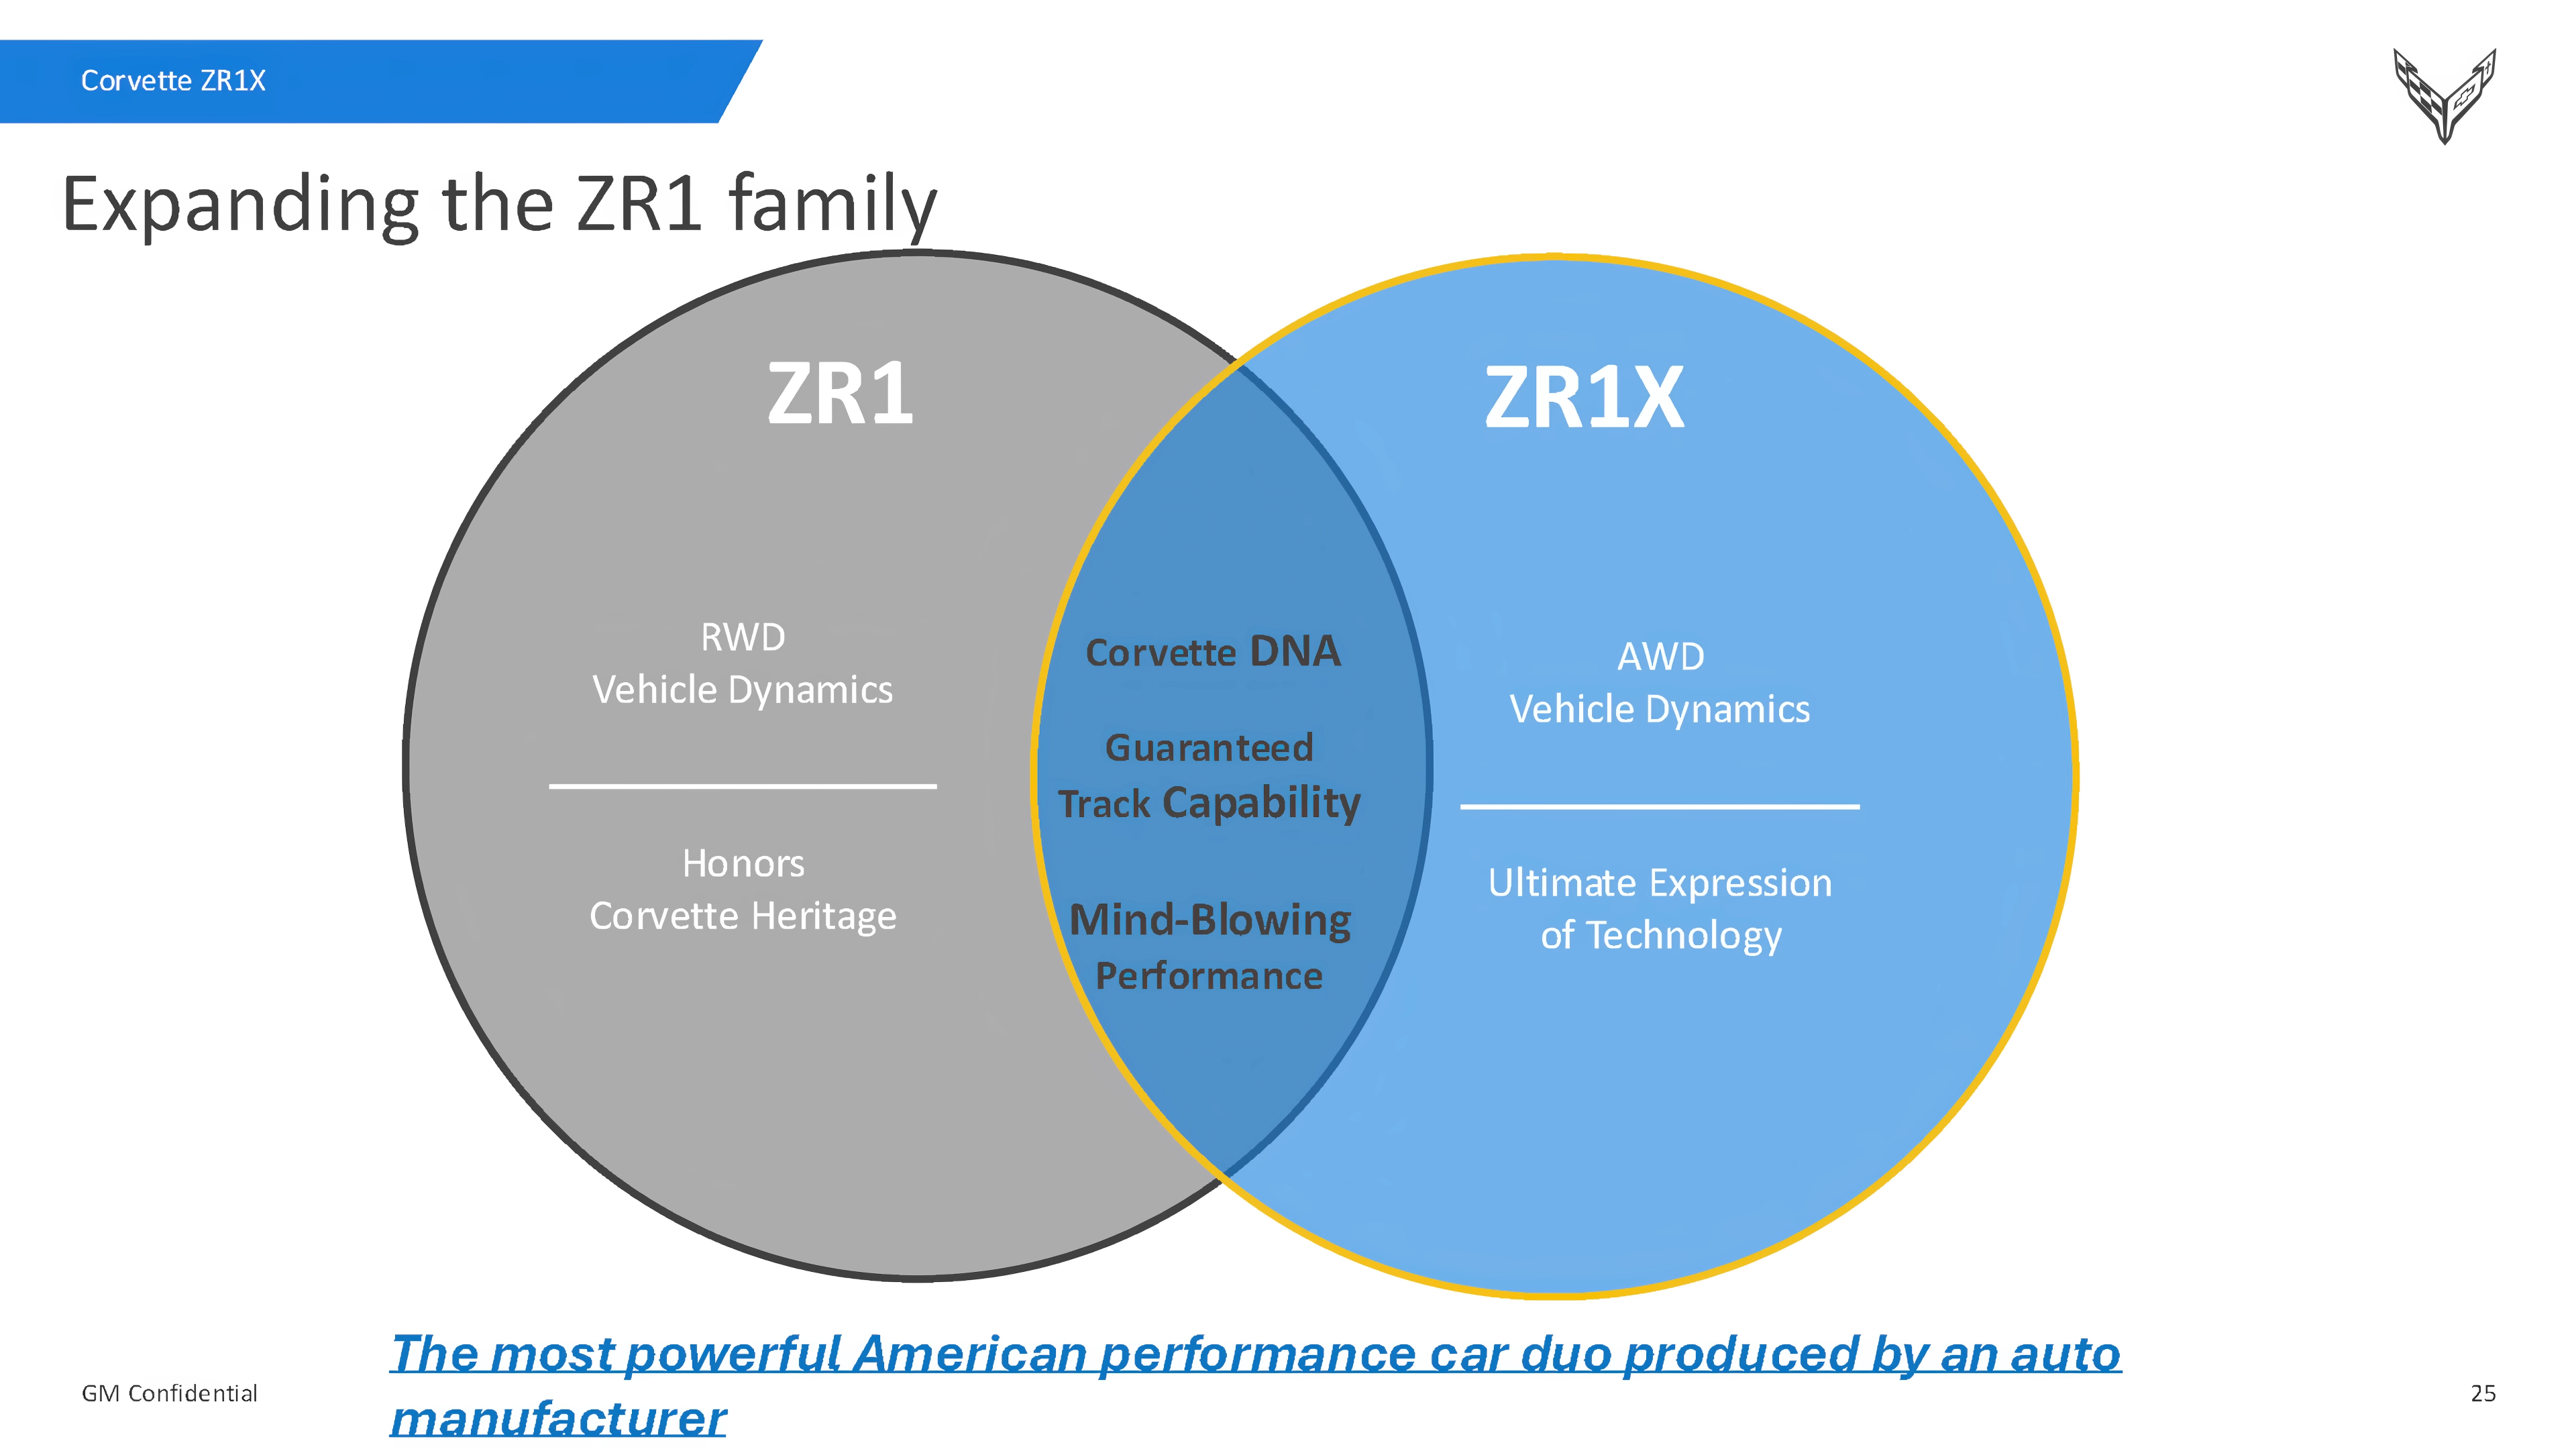 Corvette ZR1X
Expanding the ZR1 family
ZR1
RWD
Vehicle Dynamics
Honors
Corvette Heritage
Corvette DNA
Guaranteed
Track Capability
Mind-Blowing
Performance
ZR1X
AWD
Vehicle Dynamics
Ultimate Expression
of Technology
The most powerful American performance car duo produced by an auto
manufacturer
GM Confidential
25